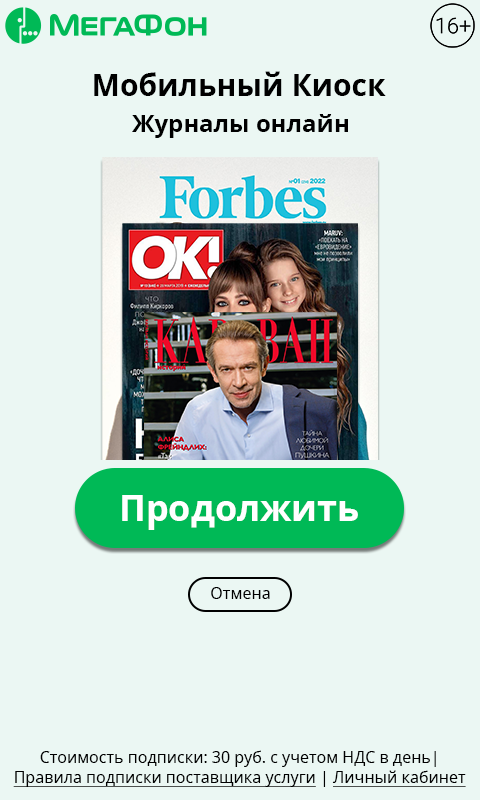 МЕГАФОН
16+
Мобильный Киоск
Журналы онлайн
№01 2022
Forbes
OK!
MARUV:
«ПОЕХАТЬ НА
«ЕВРОВИДЕНИЕ»
мне не позволили
мои принципы»
ЧТО
Филипп Киркоров
КАРАВАН
истории
АЛИСА
ФРЕЙНДЛИХ:
ТАЙНА
ЛЮБИМОЙ
ДОЧЕРИ
ПУШКИНА
Продолжить
Отмена
Стоимость подписки: 30 руб. с учетом НДС в день|
Правила подписки поставщика услуги | Личный кабинет